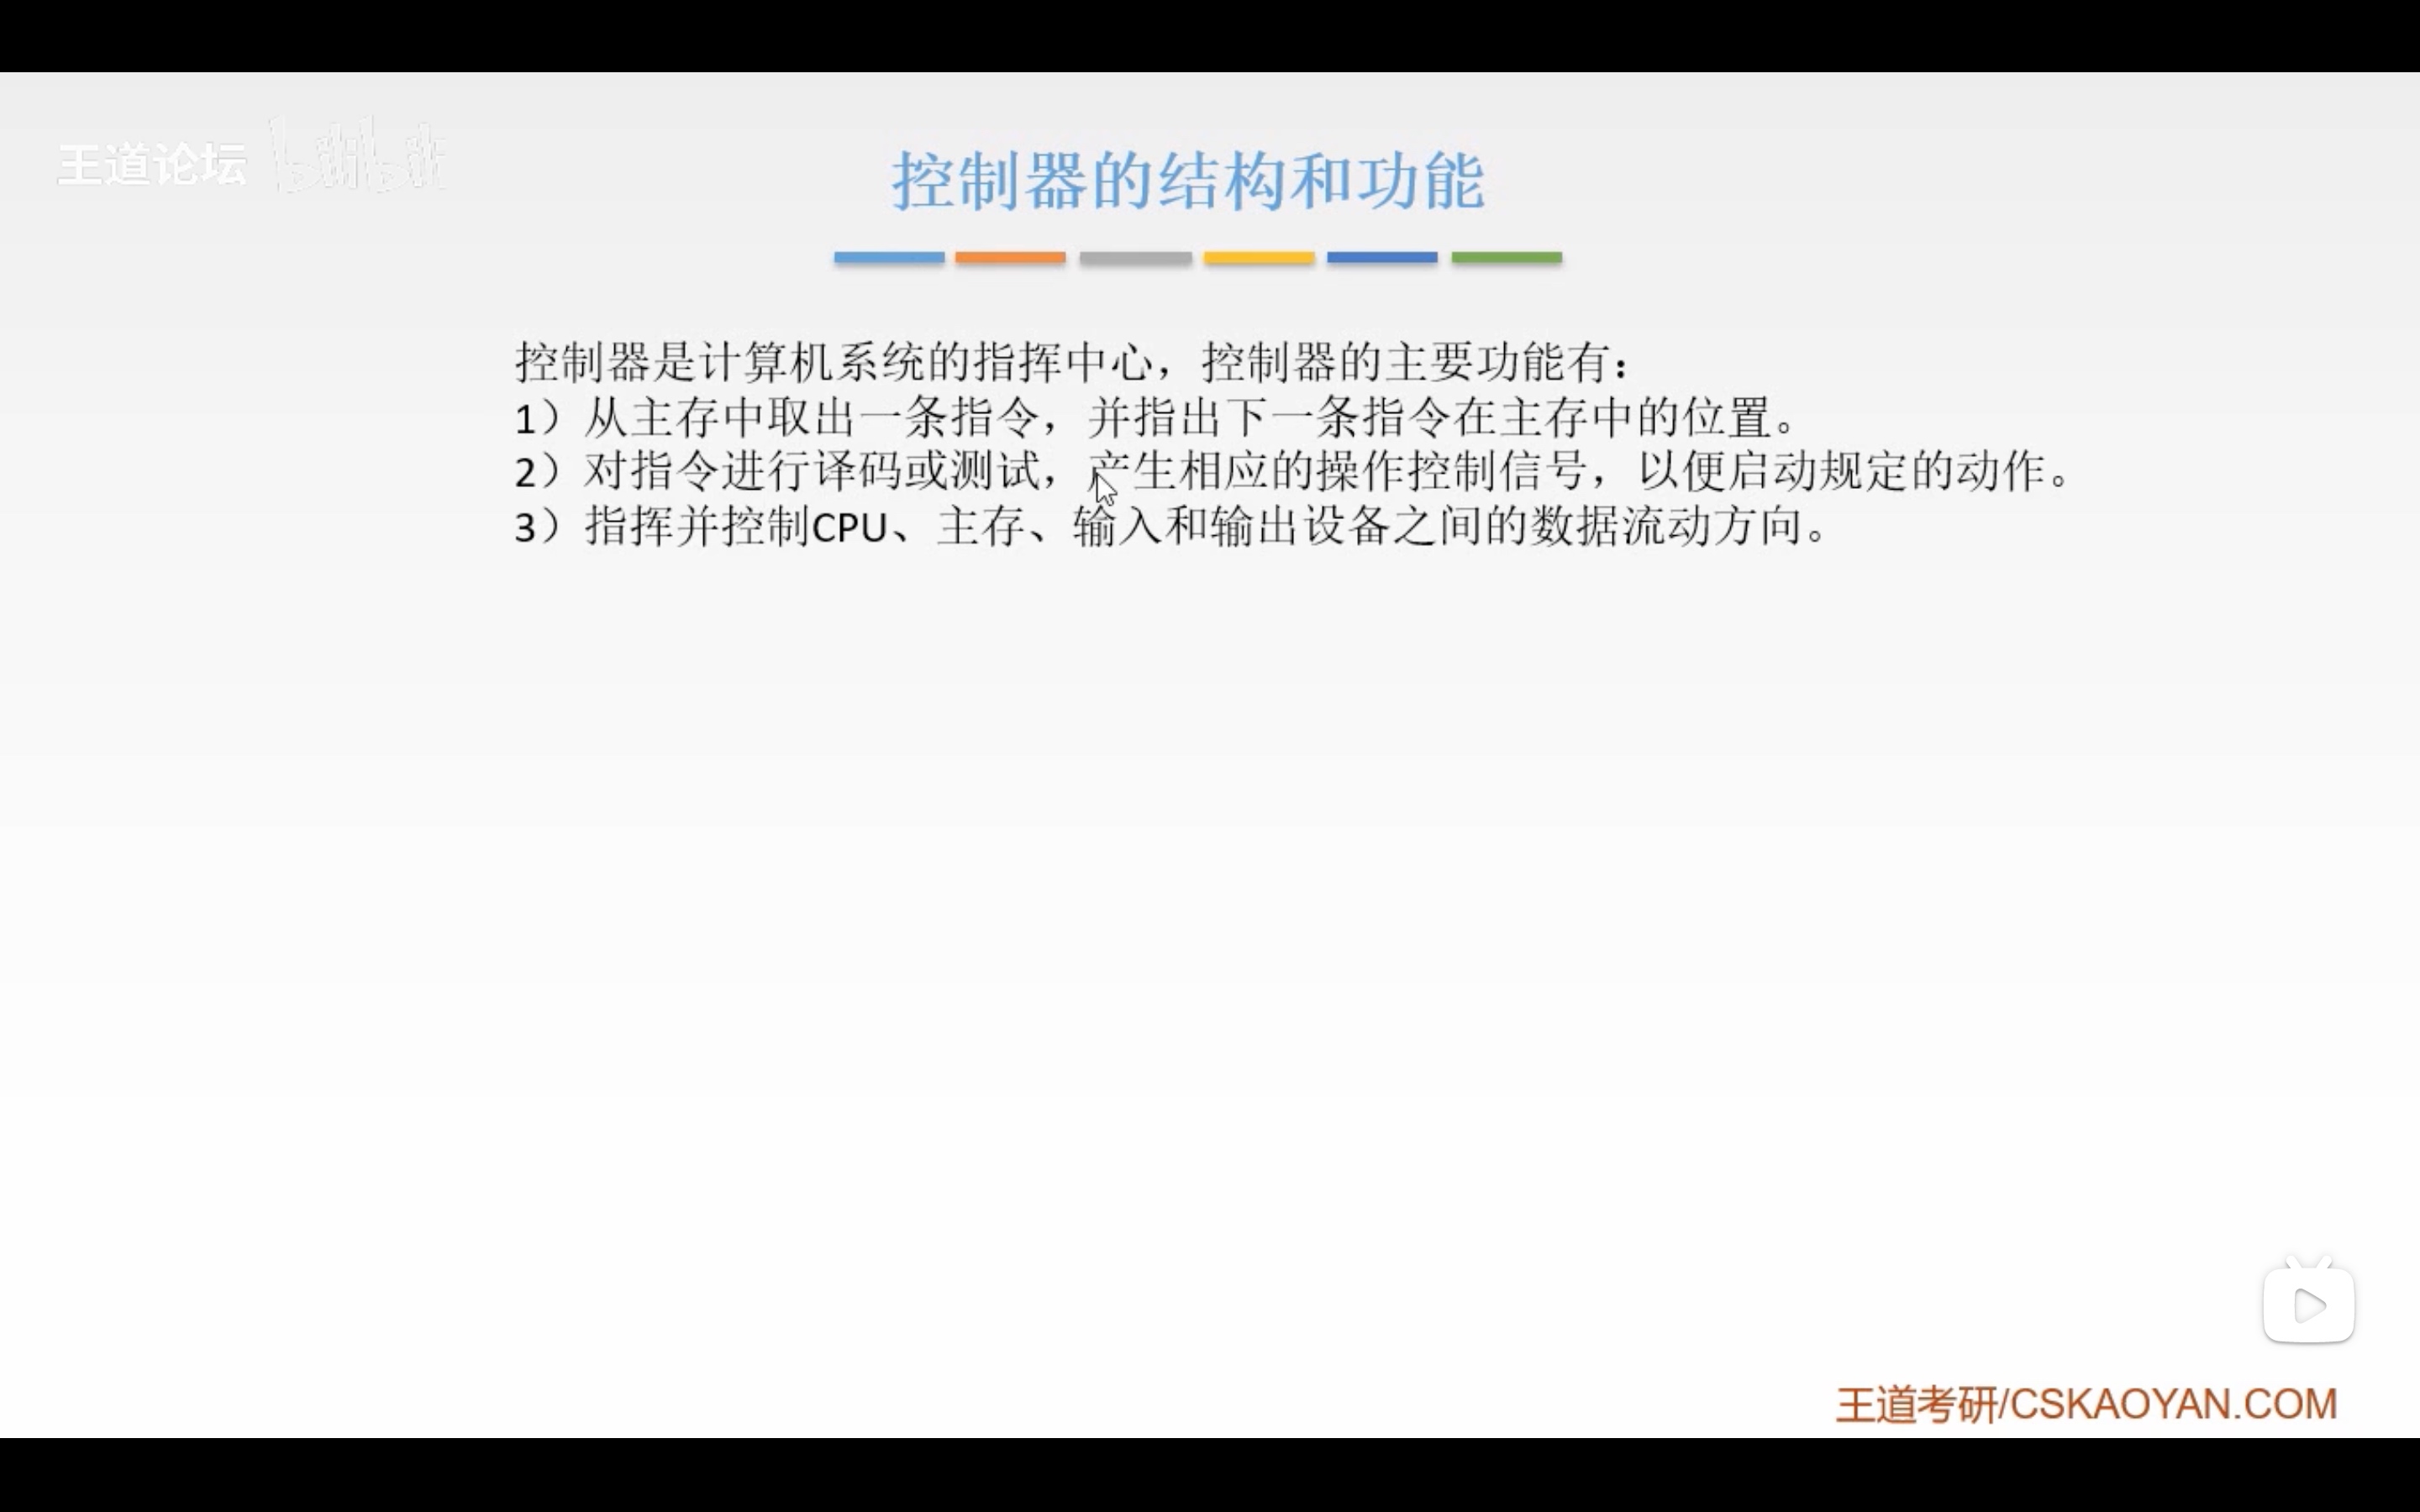 王道论坛 bilibili
控制器的结构和功能
控制器是计算机系统的指挥中心，控制器的主要功能有：
1）从主存中取出一条指令，并指出下一条指令在主存中的位置。
2）对指令进行译码或测试，产生相应的操作控制信号，以便启动规定的动作。
3）指挥并控制CPU、主存、输入和输出设备之间的数据流动方向。
王道考研/CSKAOYAN.COM